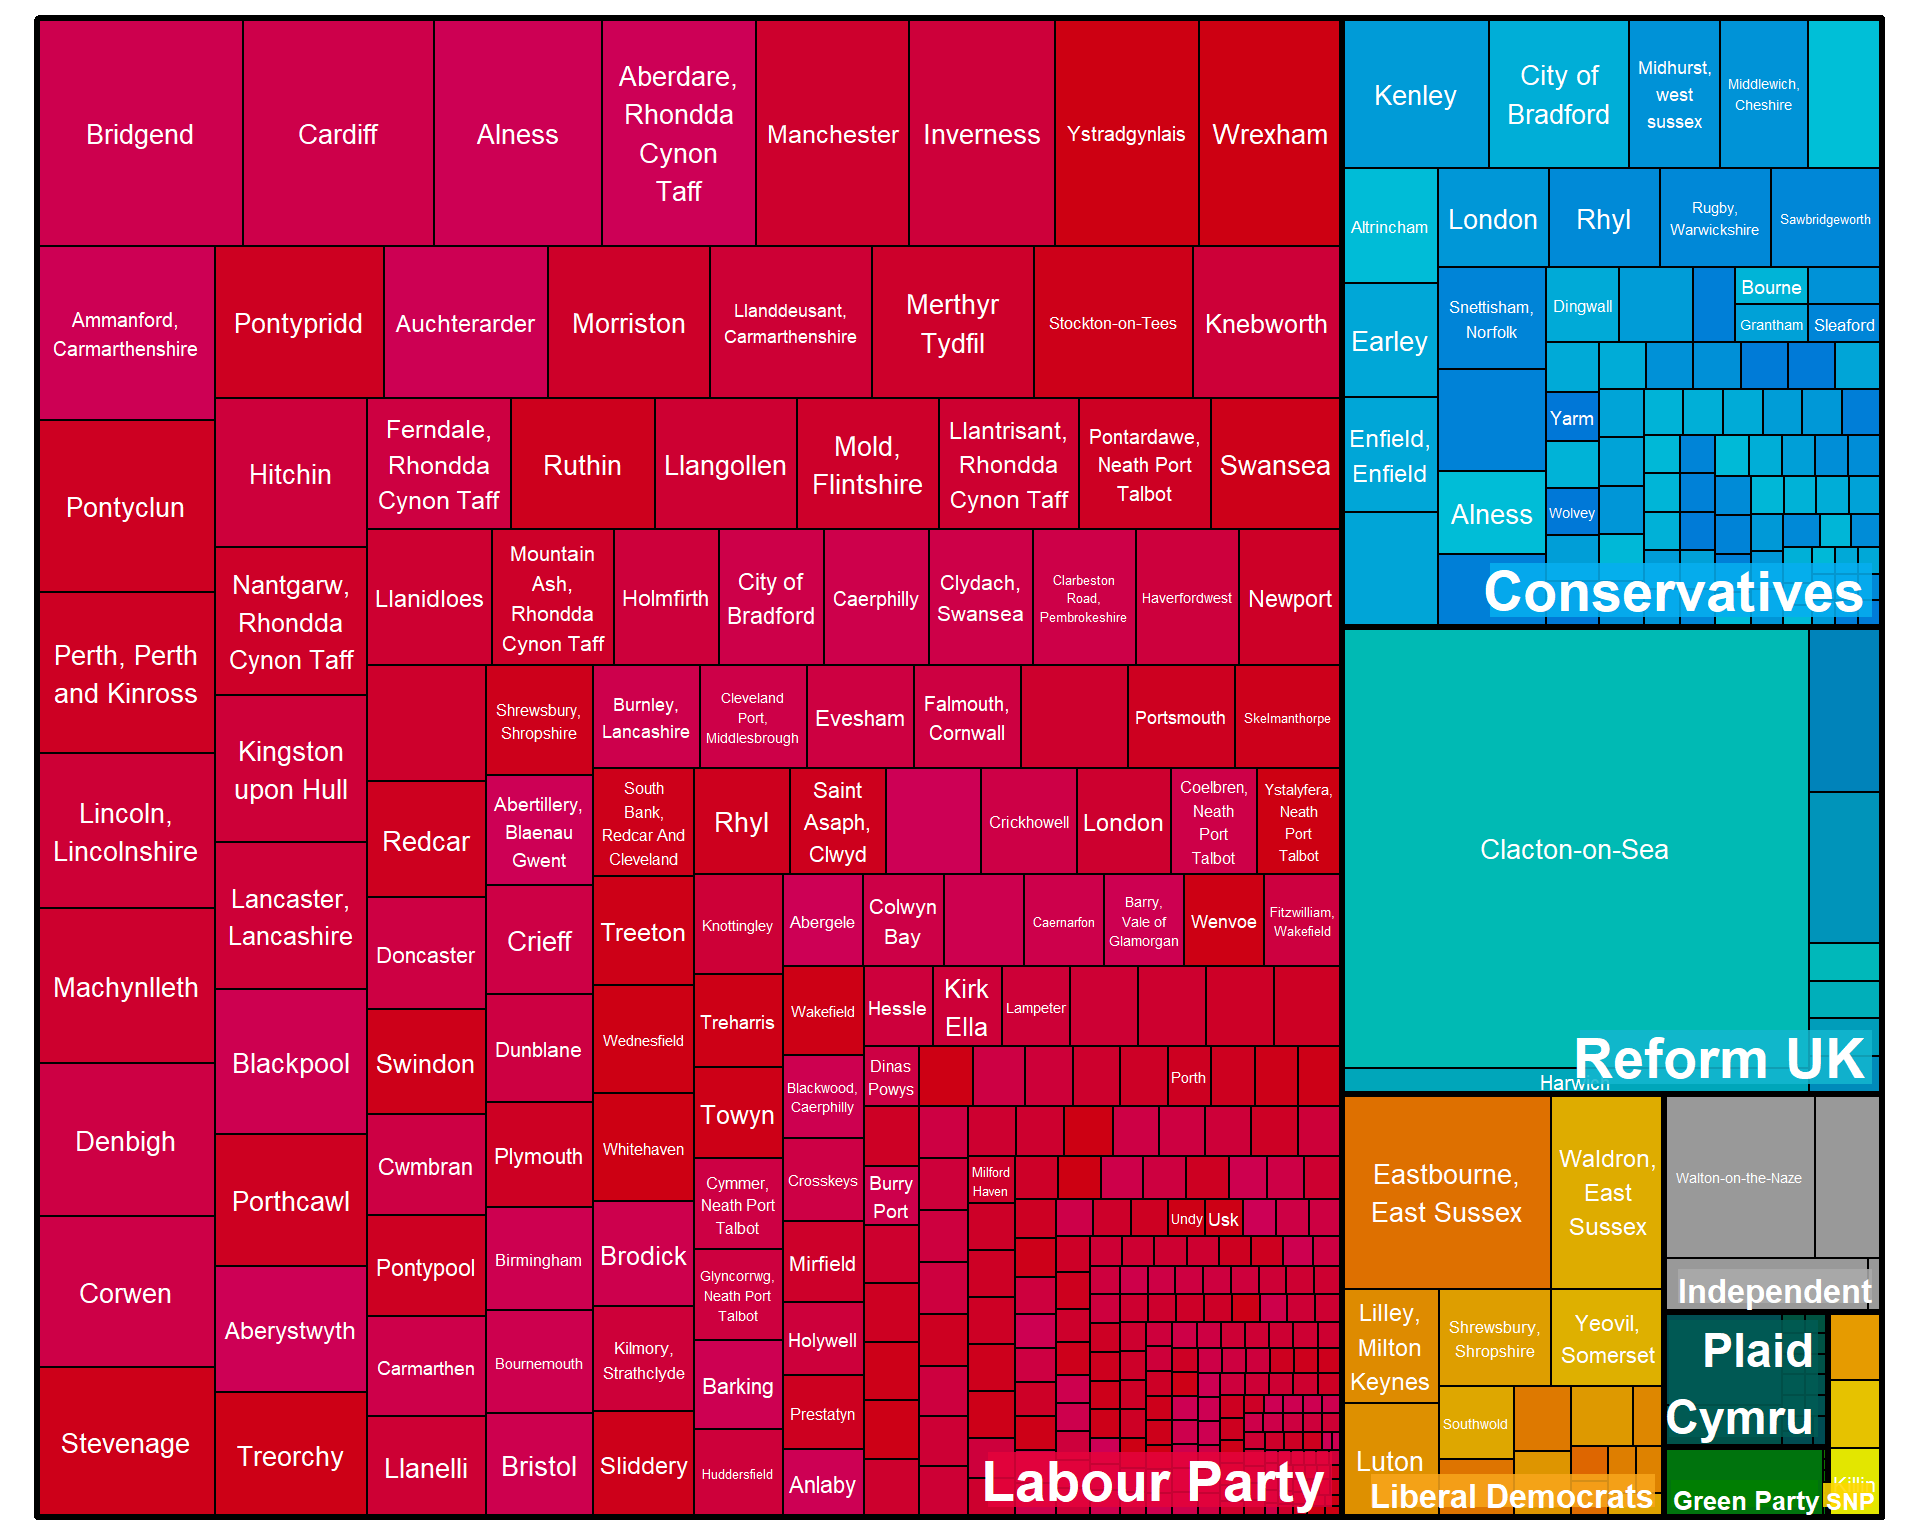 Bridgend
Cardiff
Alness
Aberdare,
Rhondda
Cynon
Taff
Manchester
Inverness
Ystradgynlais
Wrexham
Ammanford,
Carmarthenshire
Pontypridd
Auchterarder
Morriston
Llanddeusant,
Carmarthenshire
Merthyr
Tydfil
Stockton-on-Tees
Knebworth
Pontyclun
Hitchin
Ferndale,
Rhondda
Cynon Taff
Ruthin
Llangollen
Mold,
Flintshire
Llantrisant,
Rhondda
Cynon Taff
Pontardawe,
Neath Port
Talbot
Swansea
Perth, Perth
and Kinross
Nantgarw,
Rhondda
Cynon Taff
Llanidloes
Mountain
Ash,
Rhondda
Cynon Taff
Holmfirth
City of
Bradford
Caerphilly
Clydach,
Swansea
Clarbeston
Road,
Pembrokeshire
Haverfordwest
Newport
Lincoln,
Lincolnshire
Kingston
upon Hull
Shrewsbury,
Shropshire
Burnley,
Lancashire
Cleveland
Port,
Middlesbrough
Evesham
Falmouth,
Cornwall
Portsmouth
Skelmanthorpe
Redcar
Abertillery,
Blaenau
Gwent
South
Bank,
Redcar And
Cleveland
Rhyl
Saint
Asaph,
Clwyd
Crickhowell
London
Coelbren,
Neath
Port
Talbot
Ystalyfera,
Neath
Port
Talbot
Machynlleth
Lancaster,
Lancashire
Doncaster
Crieff
Treeton
Knottingley
Abergele
Colwyn
Bay
Caernarfon
Barry,
Vale of
Glamorgan
Wenvoe
Fitzwilliam,
Wakefield
Denbigh
Blackpool
Swindon
Dunblane
Wednesfield
Treharris
Wakefield
Hessle
Kirk
Ella
Lampeter
Towyn
Blackwood,
Caerphilly
Dinas
Powys
Porth
Corwen
Porthcawl
Cwmbran
Plymouth
Whitehaven
Cymmer,
Neath Port
Talbot
Crosskeys
Burry
Port
Milford
Haven
Undy
Usk
Aberystwyth
Pontypool
Birmingham
Brodick
Glyncorrwg,
Neath Port
Talbot
Mirfield
Stevenage
Treorchy
Carmarthen
Bournemouth
Kilmory,
Strathclyde
Barking
Holywell
Prestatyn
Llanelli
Bristol
Sliddery
Huddersfield
Anlaby
Labour Party
Kenley
City of
Bradford
Midhurst,
west
sussex
Middlewich,
Cheshire
Altrincham
London
Rhyl
Rugby,
Warwickshire
Sawbridgeworth
Earley
Snettisham,
Norfolk
Dingwall
Bourne
Grantham
Sleaford
Enfield,
Enfield
Yarm
Alness
Wolvey
Conservatives
Clacton-on-Sea
Harwich
Reform UK
Eastbourne,
East Sussex
Waldron,
East
Sussex
Lilley,
Milton
Keynes
Shrewsbury,
Shropshire
Yeovil,
Somerset
Southwold
Luton
Liberal Democrats
Walton-on-the-Naze
Independent
Plaid
Cymru
Green Party
Killin
SNP